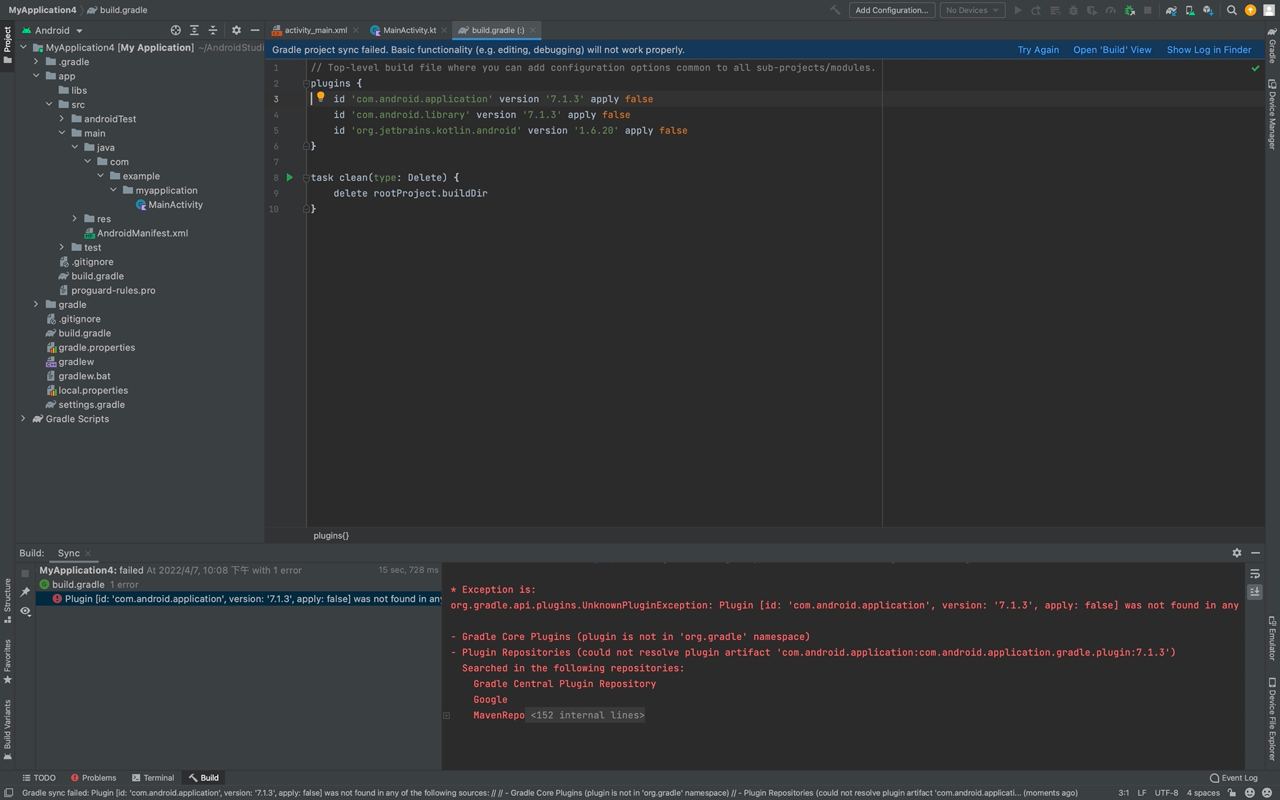 MyApplication4 build.gradle
Add Configuration... No Devices
Project
Android
activity_main.xml MainActivity.kt build.gradle (:)
Gradle project sync failed. Basic functionality (e.g. editing, debugging) will not work properly. Try Again Open 'Build' View Show Log in Finder
MyApplication4 [My Application] ~/AndroidStudi
.gradle
app
libs
src
androidTest
main
java
com
example
myapplication
MainActivity
res
AndroidManifest.xml
test
.gitignore
build.gradle
proguard-rules.pro
gradle
.gitignore
build.gradle
gradle.properties
gradlew
gradlew.bat
local.properties
settings.gradle
Gradle Scripts
1 // Top-level build file where you can add configuration options common to all sub-projects/modules.
2 plugins {
3 id 'com.android.application' version '7.1.3' apply false
4 id 'com.android.library' version '7.1.3' apply false
5 id 'org.jetbrains.kotlin.android' version '1.6.20' apply false
6 }
7
8 task clean(type: Delete) {
9 delete rootProject.buildDir
10 }
plugins{}
Gradle
Device Manager
Emulator
Device File Explorer
Structure
Favorites
Build Variants
Build: Sync
MyApplication4: failed At 2022/4/7, 10:08 下午 with 1 error 15 sec, 728 ms
build.gradle 1 error
Plugin [id: 'com.android.application', version: '7.1.3', apply: false] was not found in any
* Exception is:
org.gradle.api.plugins.UnknownPluginException: Plugin [id: 'com.android.application', version: '7.1.3', apply: false] was not found in any
- Gradle Core Plugins (plugin is not in 'org.gradle' namespace)
- Plugin Repositories (could not resolve plugin artifact 'com.android.application:com.android.application.gradle.plugin:7.1.3')
Searched in the following repositories:
Gradle Central Plugin Repository
Google
MavenRepo <152 internal lines>
TODO Problems Terminal Build Event Log
Gradle sync failed: Plugin [id: 'com.android.application', version: '7.1.3', apply: false] was not found in any of the following sources: // // - Gradle Core Plugins (plugin is not in 'org.gradle' namespace) // - Plugin Repositories (could not resolve plugin artifact 'com.android.applicati... (moments ago) 3:1 LF UTF-8 4 spaces